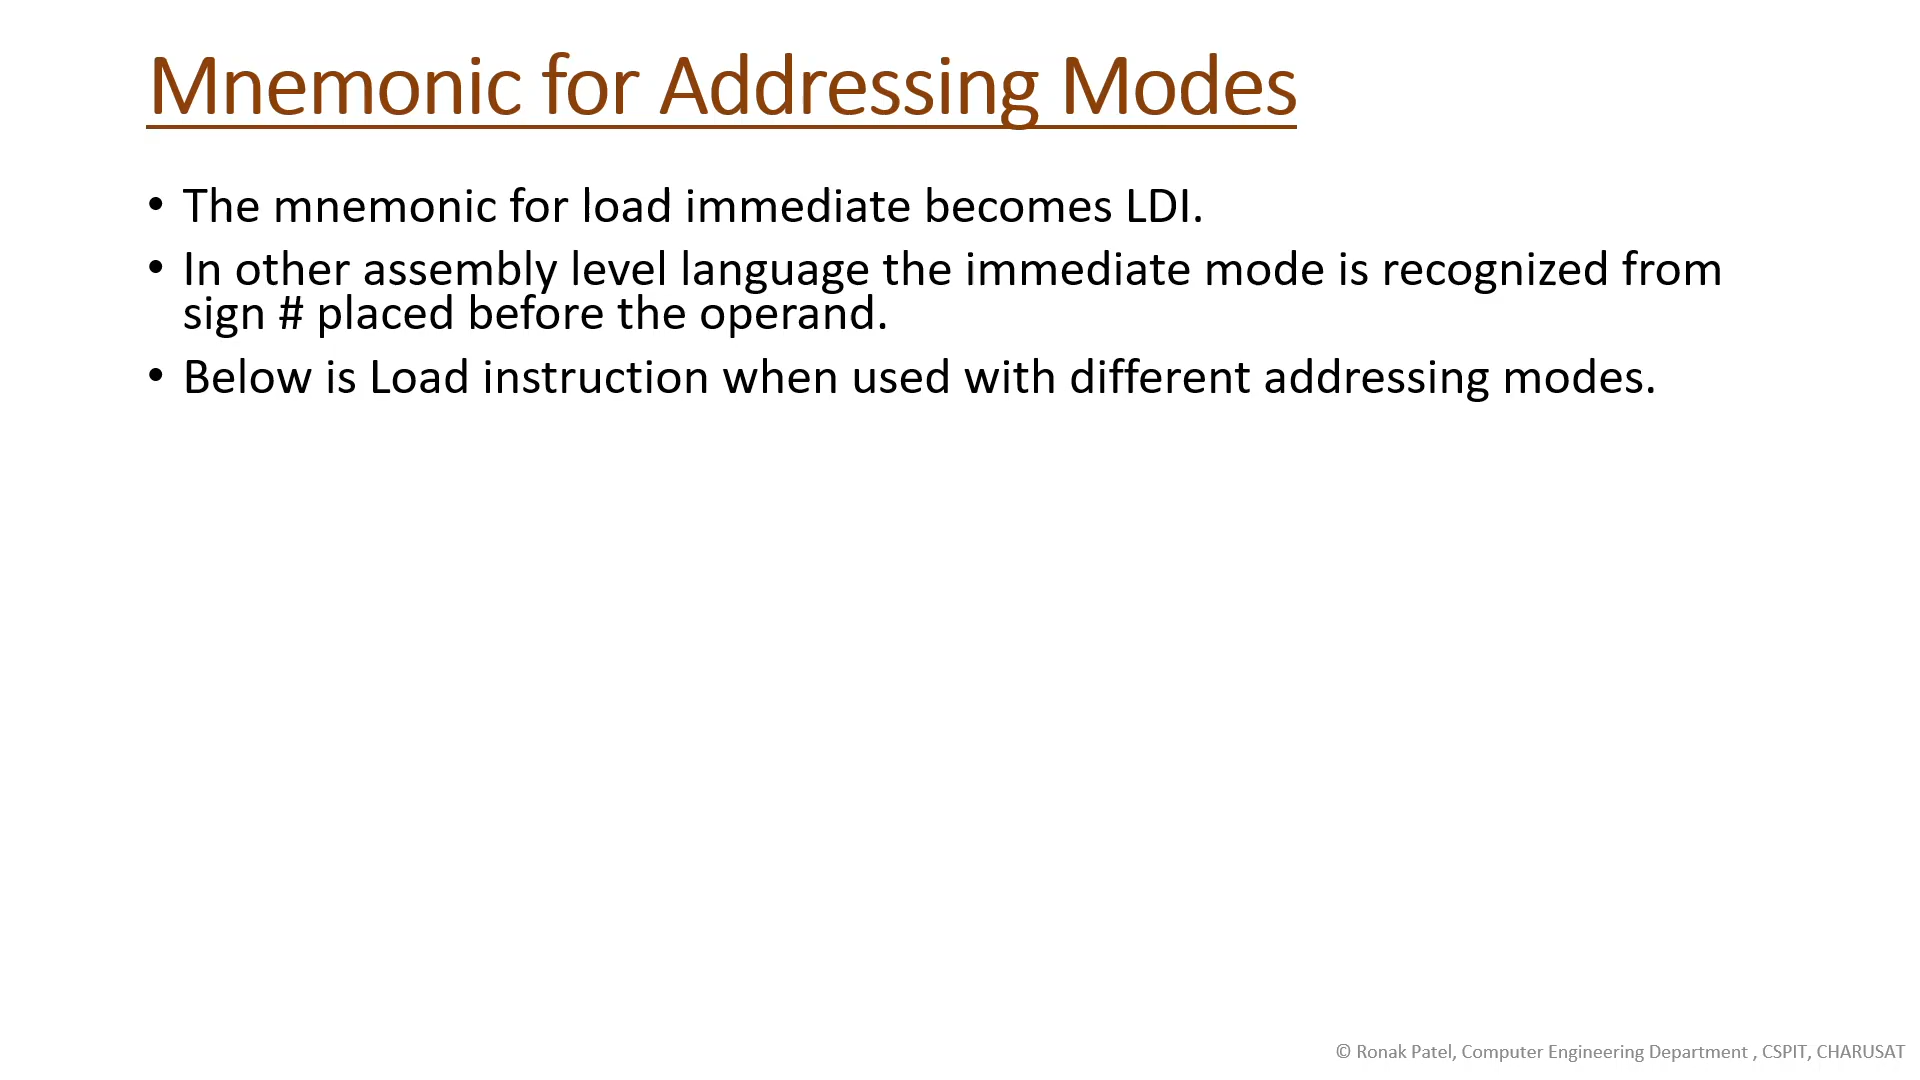 Mnemonic for Addressing Modes
• The mnemonic for load immediate becomes LDI.
• In other assembly level language the immediate mode is recognized from
sign # placed before the operand.
• Below is Load instruction when used with different addressing modes.
© Ronak Patel, Computer Engineering Department , CSPIT, CHARUSAT